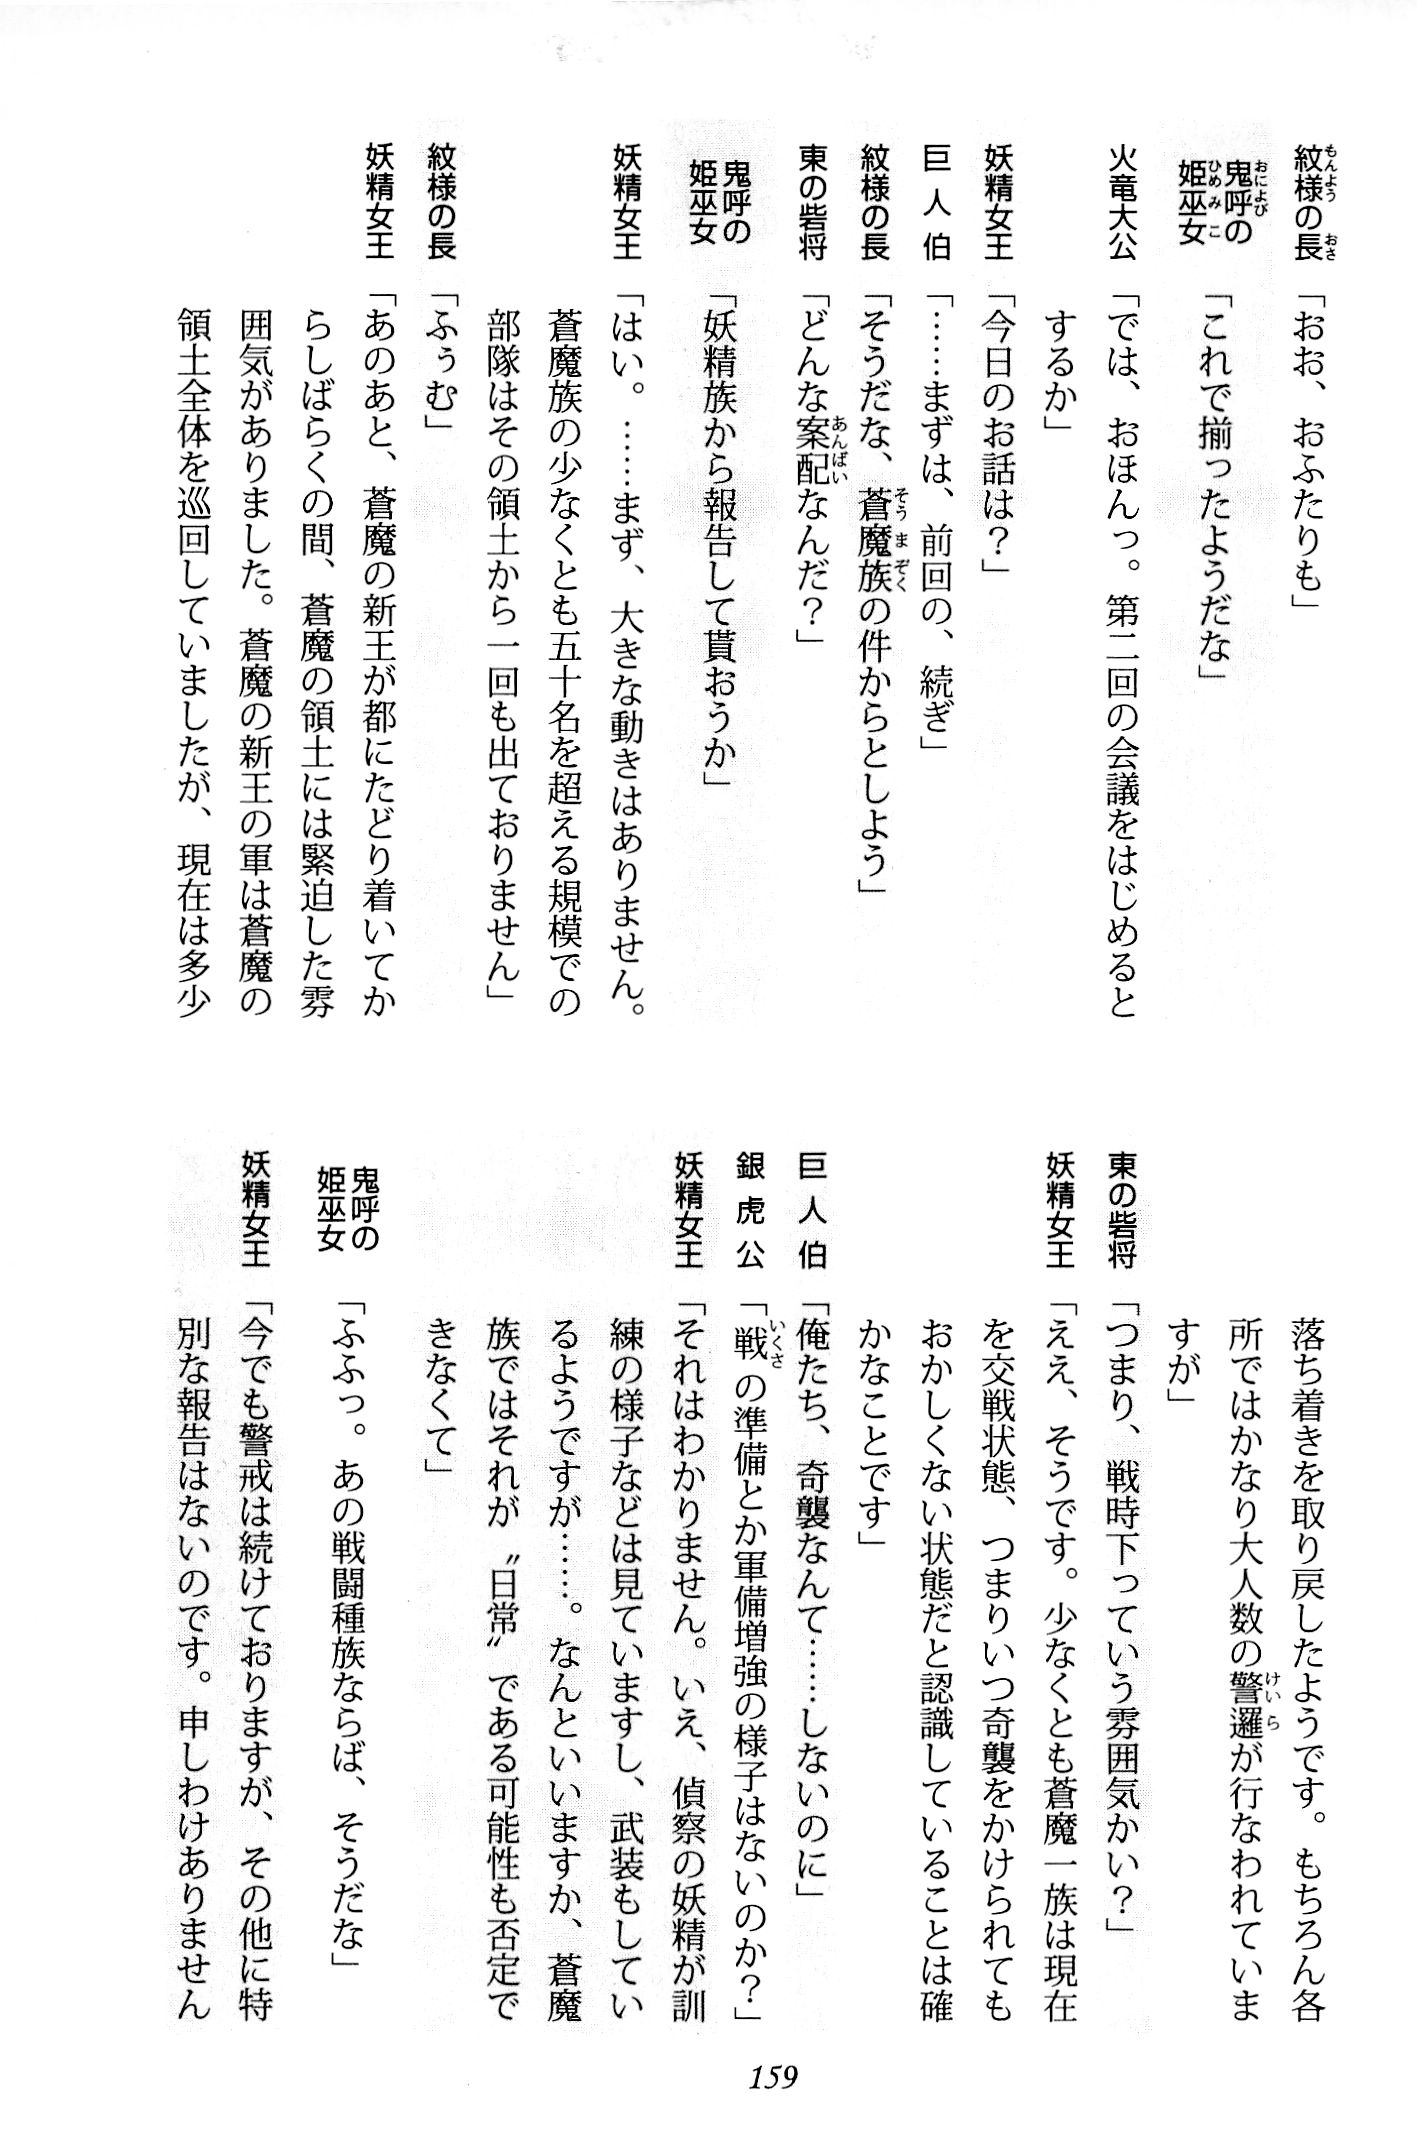 紋様の長「おお、おふたりも」
鬼呼の姫巫女「これで揃ったようだな」
火竜大公「では、おほんっ。第二回の会議をはじめると
するか」
妖精女王「今日のお話は？」
巨人伯「……まずは、前回の、続ぎ」
紋様の長「そうだな、蒼魔族の件からとしよう」
東の砦将「どんな案配なんだ？」
鬼呼の姫巫女「妖精族から報告して貰おうか」
妖精女王「はい。……まず、大きな動きはありません。
蒼魔族の少なくとも五十名を超える規模での
部隊はその領土から一回も出ておりません」
紋様の長「ふぅむ」
妖精女王「あのあと、蒼魔の新王が都にたどり着いてか
らしばらくの間、蒼魔の領土には緊迫した雰
囲気がありました。蒼魔の新王の軍は蒼魔の
領土全体を巡回していましたが、現在は多少
落ち着きを取り戻したようです。もちろん各
所ではかなり大人数の警邏が行なわれていま
すが」
東の砦将「つまり、戦時下っていう雰囲気かい？」
妖精女王「ええ、そうです。少なくとも蒼魔一族は現在
を交戦状態、つまりいつ奇襲をかけられても
おかしくない状態だと認識していることは確
かなことです」
巨人伯「俺たち、奇襲なんて……しないのに」
銀虎公「戦の準備とか軍備増強の様子はないのか？」
妖精女王「それはわかりません。いえ、偵察の妖精が訓
練の様子などは見ていますし、武装もしてい
るようですが……。なんといいますか、蒼魔
族ではそれが〝日常〟である可能性も否定で
きなくて」
鬼呼の姫巫女「ふふっ。あの戦闘種族ならば、そうだな」
妖精女王「今でも警戒は続けておりますが、その他に特
別な報告はないのです。申しわけありません
159